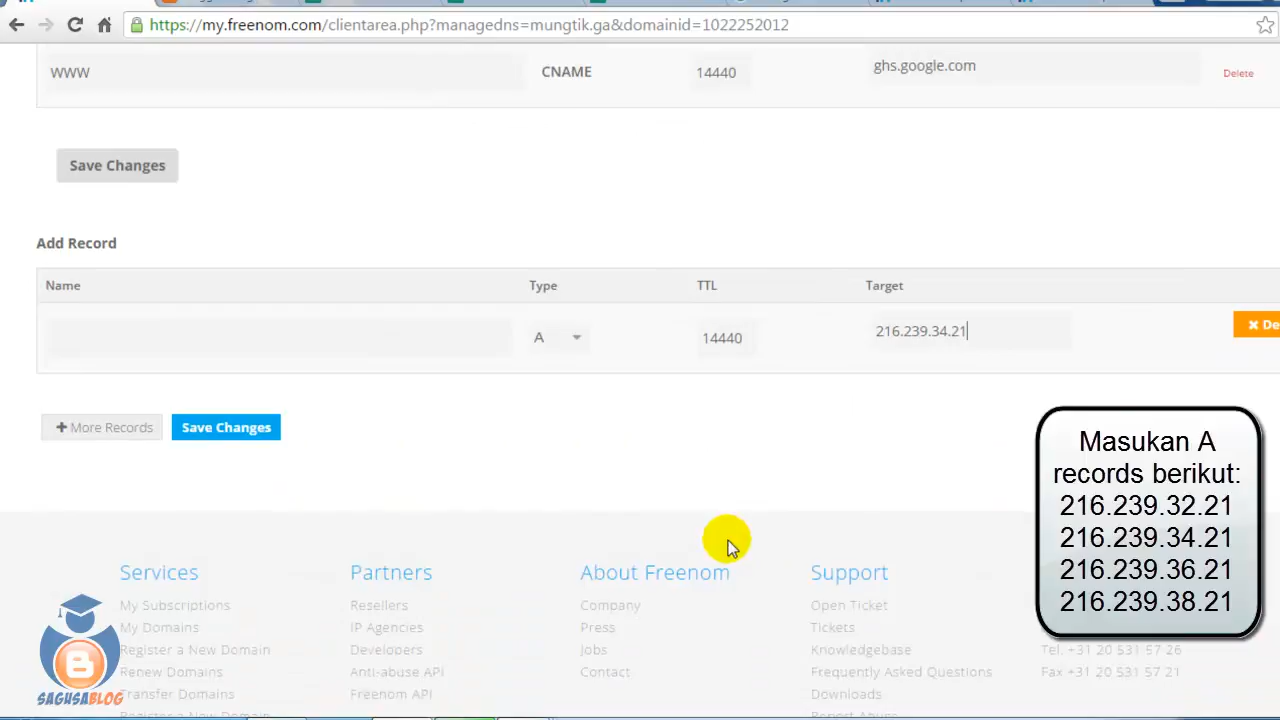 https://my.freenom.com/clientarea.php?managedns=mungtik.ga&domainid=1022252012
WWW CNAME 14440 ghs.google.com Delete
Save Changes
Add Record
Name Type TTL Target
A 14440 216.239.34.21 De
+ More Records Save Changes
Masukan A
records berikut:
216.239.32.21
216.239.34.21
216.239.36.21
216.239.38.21
Services Partners About Freenom Support
My Subscriptions Resellers Company Open Ticket
My Domains IP Agencies Press Tickets
Register a New Domain Developers Jobs Knowledgebase Tel. +31 20 531 57 26
Renew Domains Anti-abuse API Contact Frequently Asked Questions Fax +31 20 531 57 21
Transfer Domains Freenom API Downloads
Register a New Domain Report Abuse
SAGUSABLOG